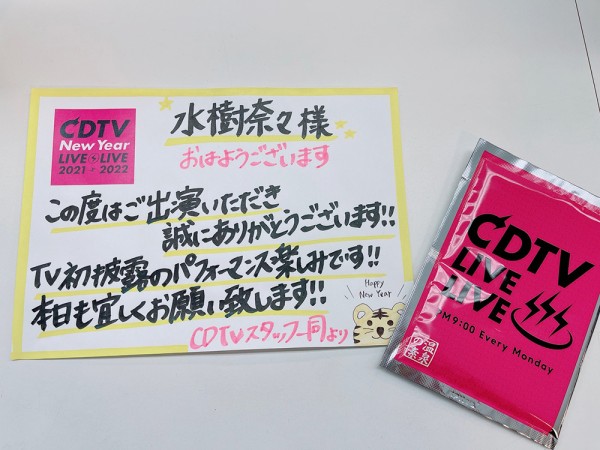 CDTV
New Year
LIVE LIVE
2021→2022
水樹奈々様
おはようございます
この度はご出演いただき
誠にありがとうございます!!
TV初披露のパフォーマンス楽しみです!!
本日も宜しくお願い致します!!
Happy
New Year
CDTVスタッフ一同より
CDTV
LIVE
LIVE
PM9:00 Every Monday
温泉の素